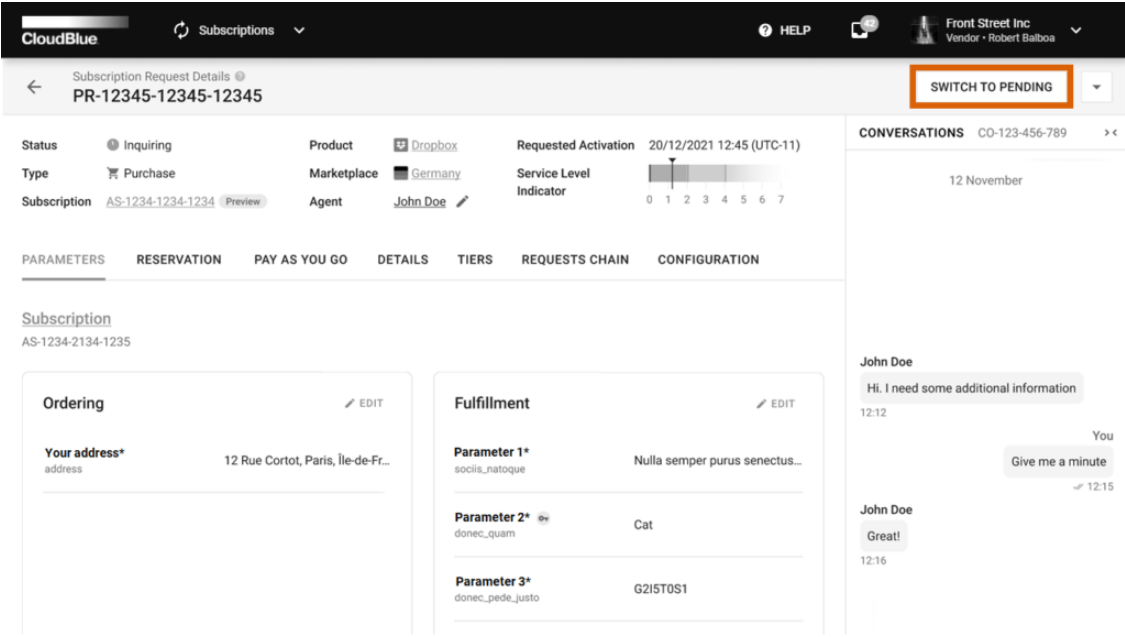 CloudBlue
Subscriptions
HELP
42
Front Street Inc
Vendor • Robert Balboa
Subscription Request Details
PR-12345-12345-12345
SWITCH TO PENDING
Status Inquiring
Product Dropbox
Requested Activation 20/12/2021 12:45 (UTC-11)
Type Purchase
Marketplace Germany
Service Level
Indicator
0 1 2 3 4 5 6 7
Subscription AS-1234-1234-1234 Preview
Agent John Doe
PARAMETERS RESERVATION PAY AS YOU GO DETAILS TIERS REQUESTS CHAIN CONFIGURATION
Subscription
AS-1234-2134-1235
Ordering
EDIT
Your address*
address
12 Rue Cortot, Paris, Île-de-Fr...
Fulfillment
EDIT
Parameter 1*
sociis_natoque
Nulla semper purus senectus...
Parameter 2*
donec_quam
Cat
Parameter 3*
donec_pede_justo
G2I5T0S1
CONVERSATIONS CO-123-456-789
12 November
John Doe
Hi. I need some additional information
12:12
You
Give me a minute
12:15
John Doe
Great!
12:16